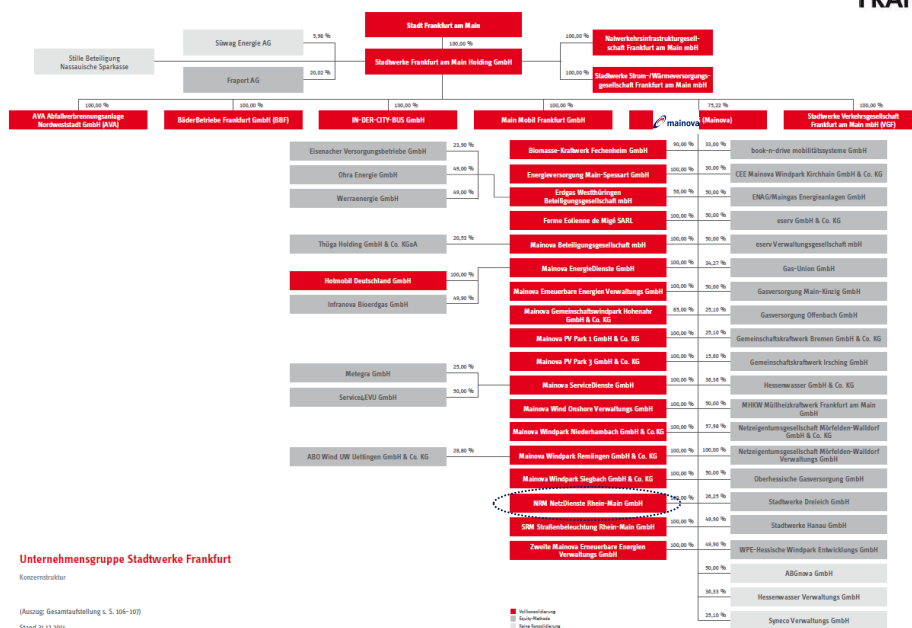 Stadt Frankfurt am Main
100,00 %
Süwag Energie AG
5,98 %
Stille Beteiligung
Nassauische Sparkasse
Fraport AG
20,02 %
Stadtwerke Frankfurt am Main Holding GmbH
100,00 %
Nahverkehrsinfrastrukturgesell-
schaft Frankfurt am Main mbH
100,00 %
Stadtwerke Strom-/Wärmeversorgungs-
gesellschaft Frankfurt am Main mbH
100,00 %
AVA Abfallverbrennungsanlage
Nordweststadt GmbH (AVA)
100,00 %
BäderBetriebe Frankfurt GmbH (BBF)
100,00 %
IN-DER-CITY-BUS GmbH
100,00 %
Main Mobil Frankfurt GmbH
75,22 %
mainova (Mainova)
100,00 %
Stadtwerke Verkehrsgesellschaft
Frankfurt am Main mbH (VGF)
Eisenacher Versorgungsbetriebe GmbH
23,90 %
Ohra Energie GmbH
49,00 %
Werraenergie GmbH
49,00 %
Thüga Holding GmbH & Co. KGaA
20,53 %
Helmobil Deutschland GmbH
100,00 %
Infranova Bioerdgas GmbH
49,90 %
Metegra GmbH
25,00 %
Service4EVU GmbH
50,00 %
ABO Wind UW Uettingen GmbH & Co. KG
28,80 %
Biomasse-Kraftwerk Fechenheim GmbH
90,00 %
Energieversorgung Main-Spessart GmbH
100,00 %
Erdgas Westthüringen
Beteiligungsgesellschaft mbH
Ferme Eolienne de Migé SARL
100,00 %
Mainova Beteiligungsgesellschaft mbH
100,00 %
Mainova EnergieDienste GmbH
100,00 %
Mainova Erneuerbare Energien Verwaltungs GmbH
100,00 %
Mainova Gemeinschaftswindpark Hohenahr
GmbH & Co. KG
Mainova PV Park 1 GmbH & Co. KG
100,00 %
Mainova PV Park 3 GmbH & Co. KG
100,00 %
Mainova ServiceDienste GmbH
100,00 %
Mainova Wind Onshore Verwaltungs GmbH
100,00 %
Mainova Windpark Niederhambach GmbH & Co.KG
100,00 %
Mainova Windpark Remlingen GmbH & Co. KG
100,00 %
Mainova Windpark Siegbach GmbH & Co. KG
100,00 %
NRM NetzDienste Rhein-Main GmbH
SRM Straßenbeleuchtung Rhein-Main GmbH
100,00 %
Zweite Mainova Erneuerbare Energien
Verwaltungs GmbH
100,00 %
33,00 %
book-n-drive mobilitätssysteme GmbH
30,00 %
CEE Mainova Windpark Kirchhain GmbH & Co. KG
50,00 %
ENAG/Maingas Energieanlagen GmbH
50,00 %
eserv GmbH & Co. KG
50,00 %
eserv Verwaltungsgesellschaft mbH
34,27 %
Gas-Union GmbH
50,00 %
Gasversorgung Main-Kinzig GmbH
25,10 %
Gasversorgung Offenbach GmbH
25,10 %
Gemeinschaftskraftwerk Bremen GmbH & Co. KG
15,60 %
Gemeinschaftskraftwerk Irsching GmbH
36,36 %
Hessenwasser GmbH & Co. KG
50,00 %
MHKW Müllheizkraftwerk Frankfurt am Main
GmbH
57,98 %
Netzeigentumsgesellschaft Mörfelden-Walldorf
GmbH & Co. KG
100,00 %
Netzeigentumsgesellschaft Mörfelden-Walldorf
Verwaltungs GmbH
50,00 %
Oberhessische Gasversorgung GmbH
26,25 %
Stadtwerke Dreieich GmbH
49,90 %
Stadtwerke Hanau GmbH
49,90 %
WPE-Hessische Windpark Entwicklungs GmbH
50,00 %
ABGnova GmbH
36,33 %
Hessenwasser Verwaltungs GmbH
25,10 %
Syneco Verwaltungs GmbH
Unternehmensgruppe Stadtwerke Frankfurt
Konzernstruktur
(Auszug: Gesamtaufstellung s. S. 106–107)
Vollkonsolidierung
Equity-Methode
Keine Konsolidierung